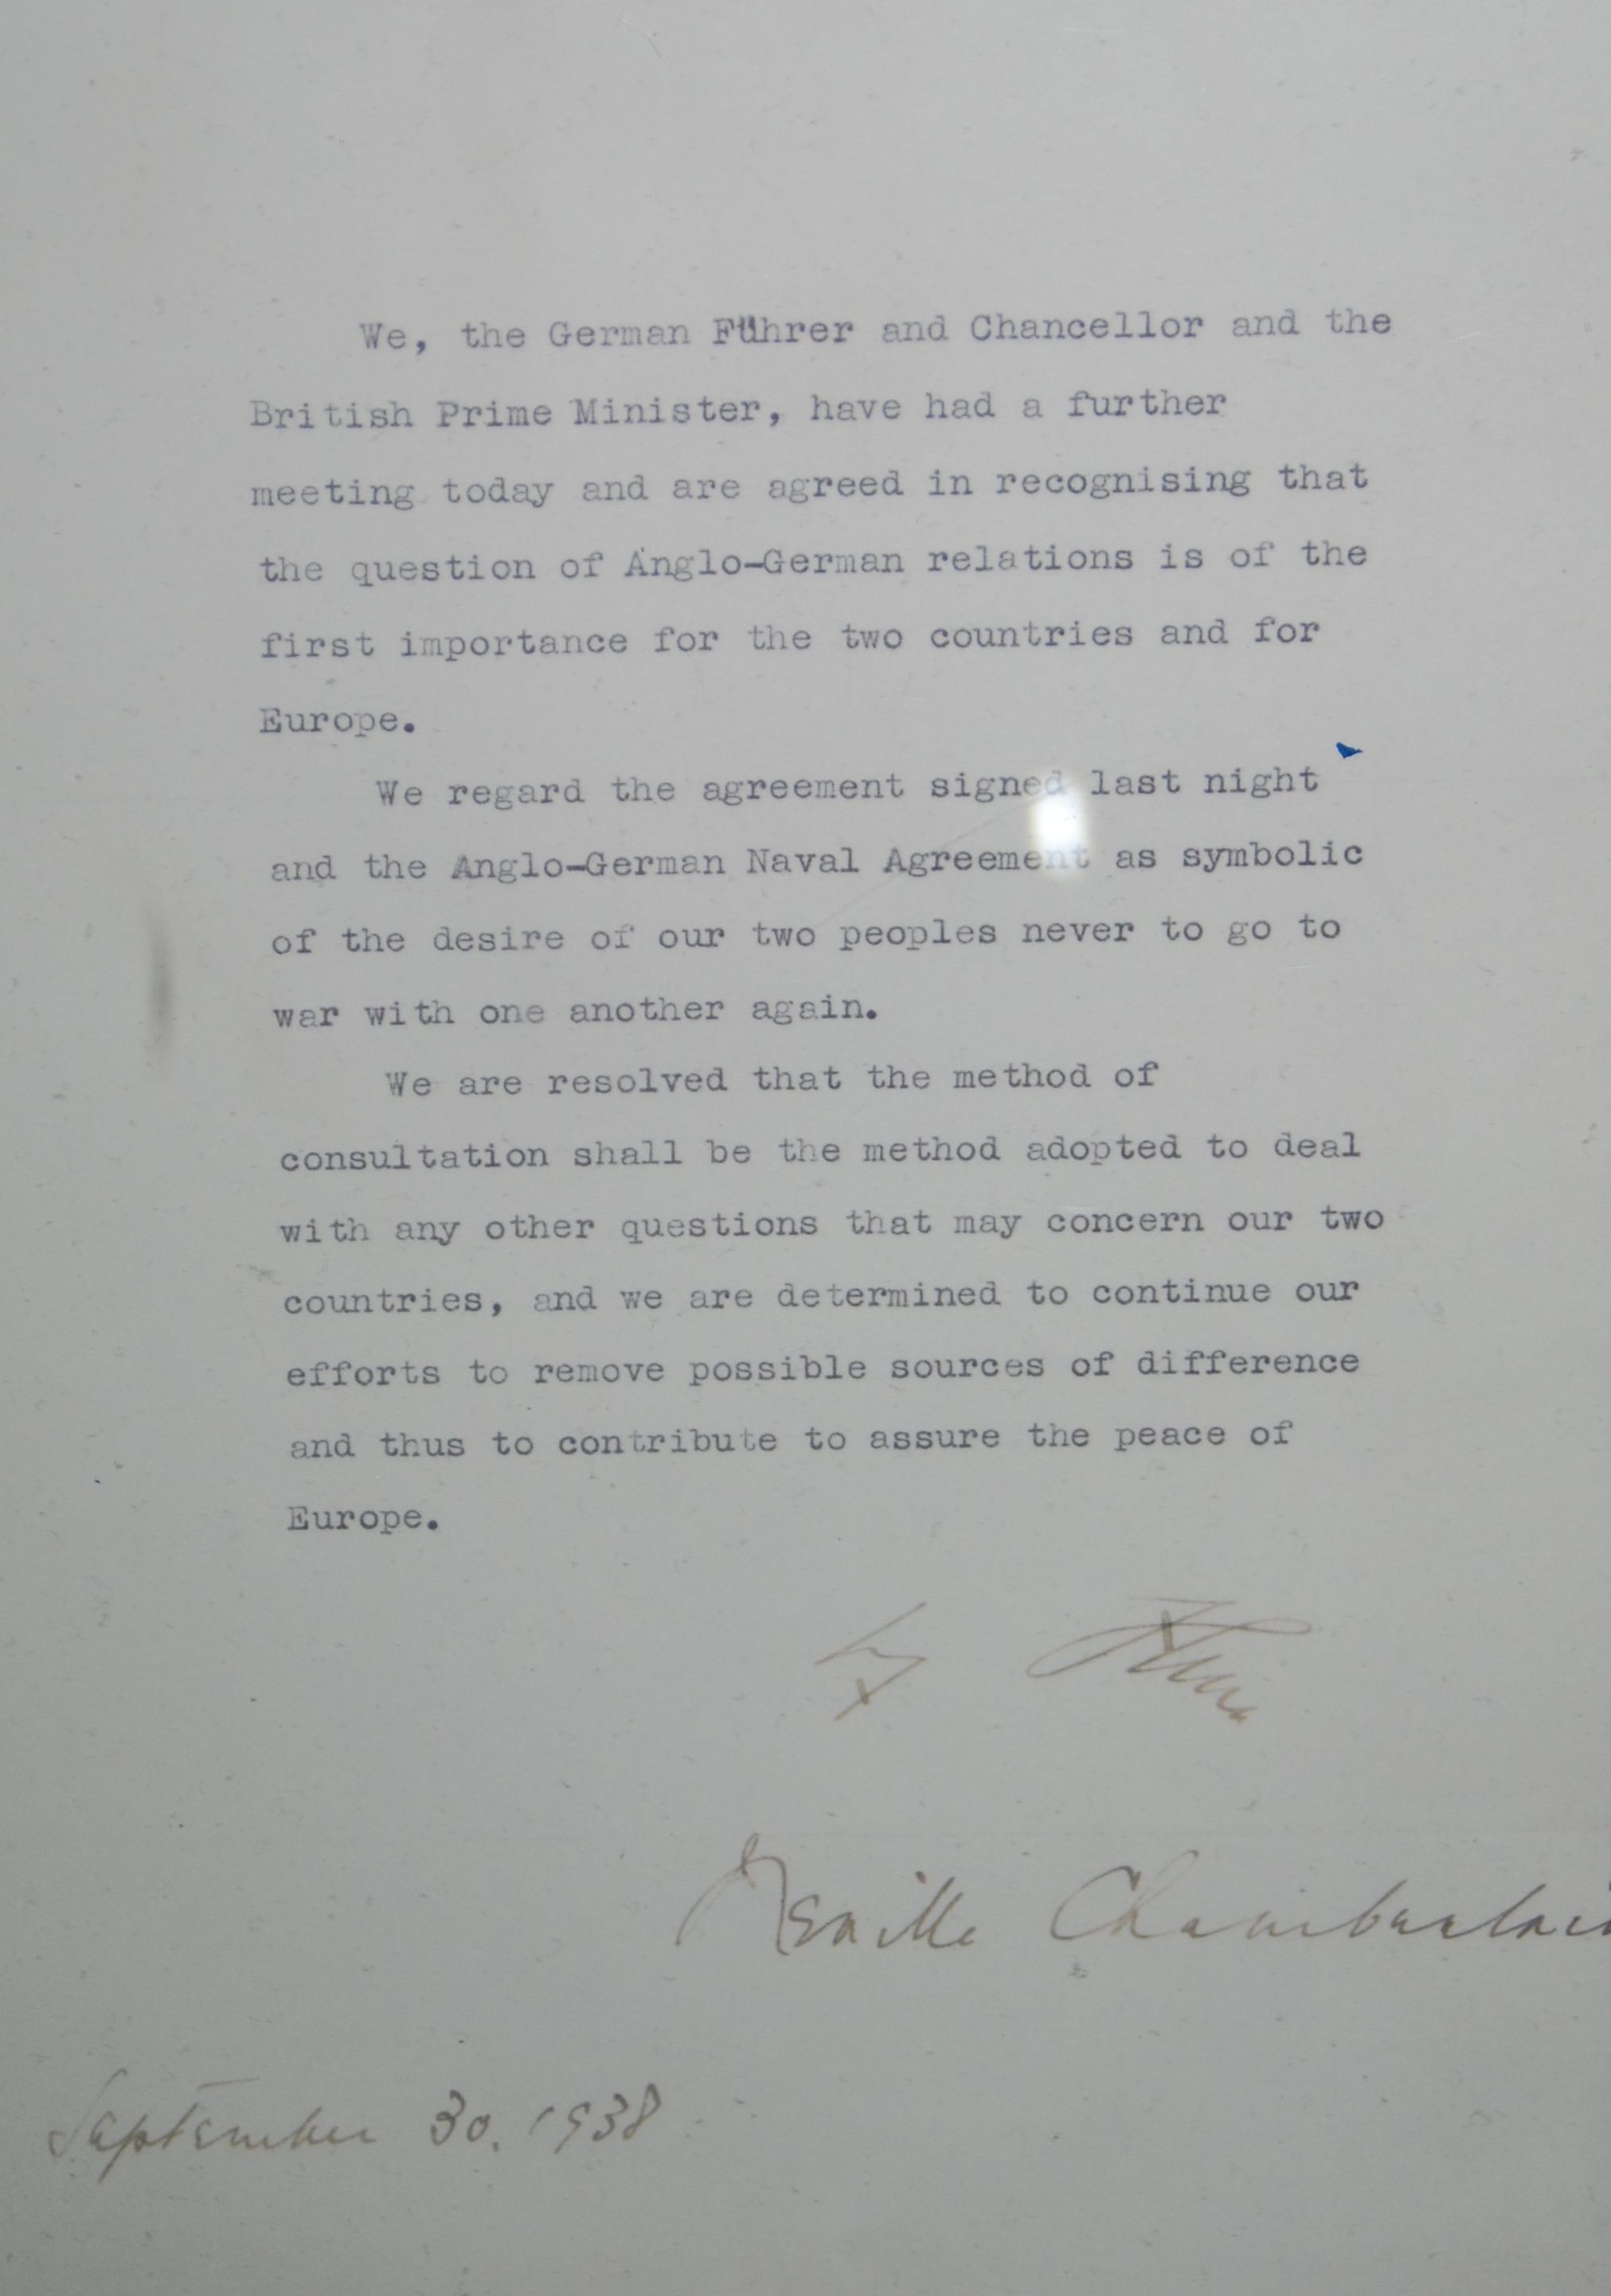 We, the German Führer and Chancellor and the
British Prime Minister, have had a further
meeting today and are agreed in recognising that
the question of Anglo-German relations is of the
first importance for the two countries and for
Europe.
We regard the agreement signed last night
and the Anglo-German Naval Agreement as symbolic
of the desire of our two peoples never to go to
war with one another again.
We are resolved that the method of
consultation shall be the method adopted to deal
with any other questions that may concern our two
countries, and we are determined to continue our
efforts to remove possible sources of difference
and thus to contribute to assure the peace of
Europe.
Neville Chamberlain
September 30, 1938